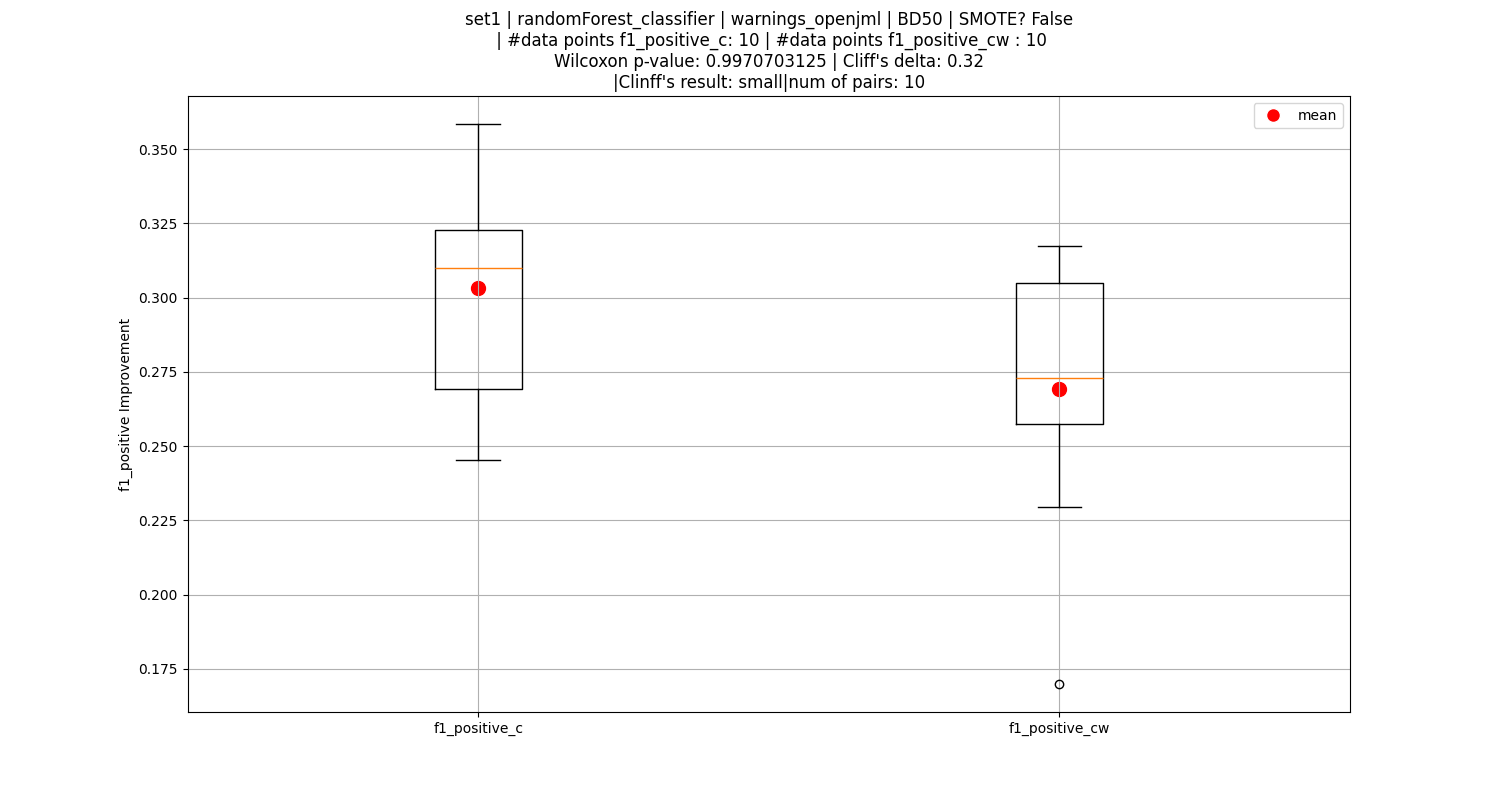 set1 | randomForest_classifier | warnings_openjml | BD50 | SMOTE? False
| #data points f1_positive_c: 10 | #data points f1_positive_cw : 10
Wilcoxon p-value: 0.9970703125 | Cliff's delta: 0.32
|Clinff's result: small|num of pairs: 10
mean
0.350
0.325
0.300
0.275
0.250
0.225
0.200
0.175
f1_positive Improvement
f1_positive_c
f1_positive_cw